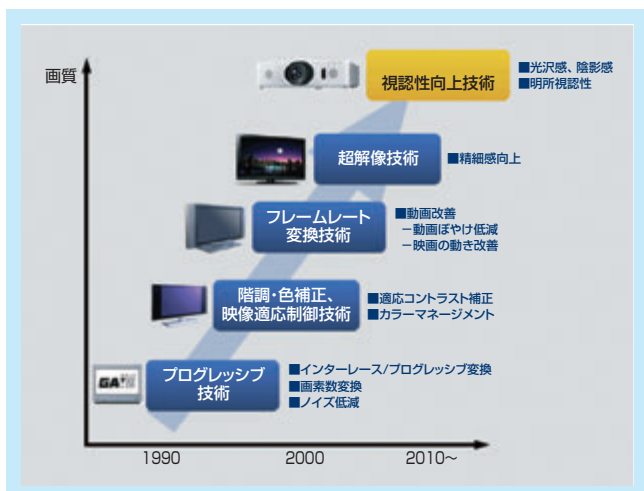 画質
視認性向上技術
■光沢感、陰影感
■明所視認性
超解像技術
■精細感向上
フレームレート
変換技術
■動画改善
－動画ぼやけ低減
－映画の動き改善
階調・色補正、
映像適応制御技術
■適応コントラスト補正
■カラーマネージメント
GA
プログレッシブ
技術
■インターレース/プログレッシブ変換
■画素数変換
■ノイズ低減
1990
2000
2010～